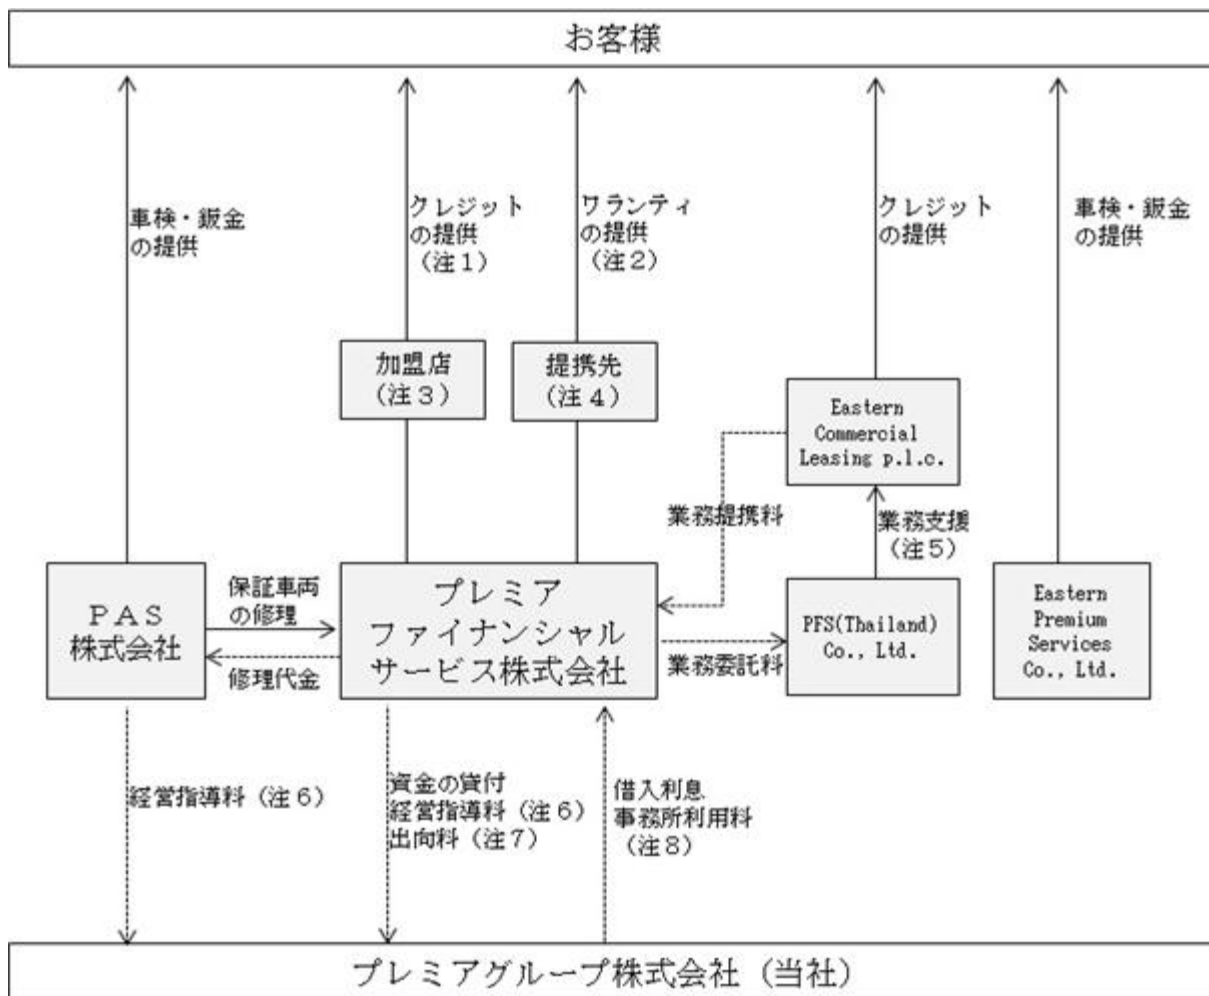 お客様
車検・鈑金
の提供
クレジット
の提供
（注１）
ワランティ
の提供
（注２）
クレジット
の提供
車検・鈑金
の提供
加盟店
（注３）
提携先
（注４）
Eastern
Commercial
Leasing p.l.c.
業務提携料
業務支援
（注５）
ＰＡＳ
株式会社
保証車両
の修理
修理代金
プレミア
ファイナンシャル
サービス株式会社
業務委託料
PFS(Thailand)
Co., Ltd.
Eastern
Premium
Services
Co., Ltd.
経営指導料（注６）
資金の貸付
経営指導料（注６）
出向料（注７）
借入利息
事務所利用料
（注８）
プレミアグループ株式会社（当社）